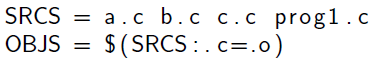 SRCS = a.c b.c c.c prog1.c
OBJS = $(SRCS:.c=.o)